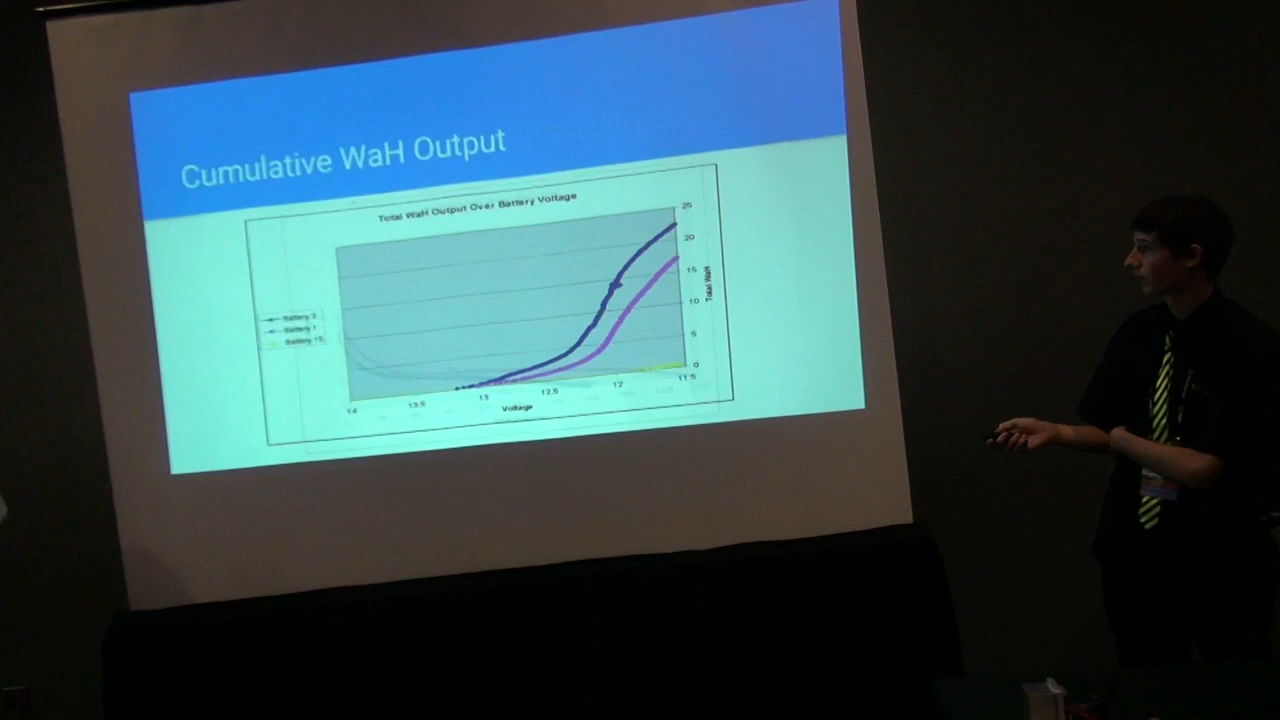 Cumulative WaH Output
Total WaH Output Over Battery Voltage
25
20
15
10
5
0
Total WaH
Battery 3
Battery 1
Battery 15
14
13.5
13
12.5
12
11.5
Voltage